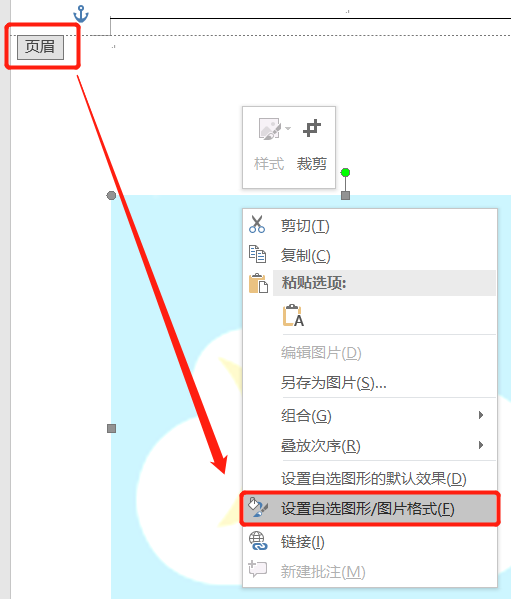 页眉
样式 裁剪
剪切(T)
复制(C)
粘贴选项:
A
编辑图片(D)
另存为图片(S)...
组合(G)
叠放次序(R)
设置自选图形的默认效果(D)
设置自选图形/图片格式(F)
链接(I)
新建批注(M)